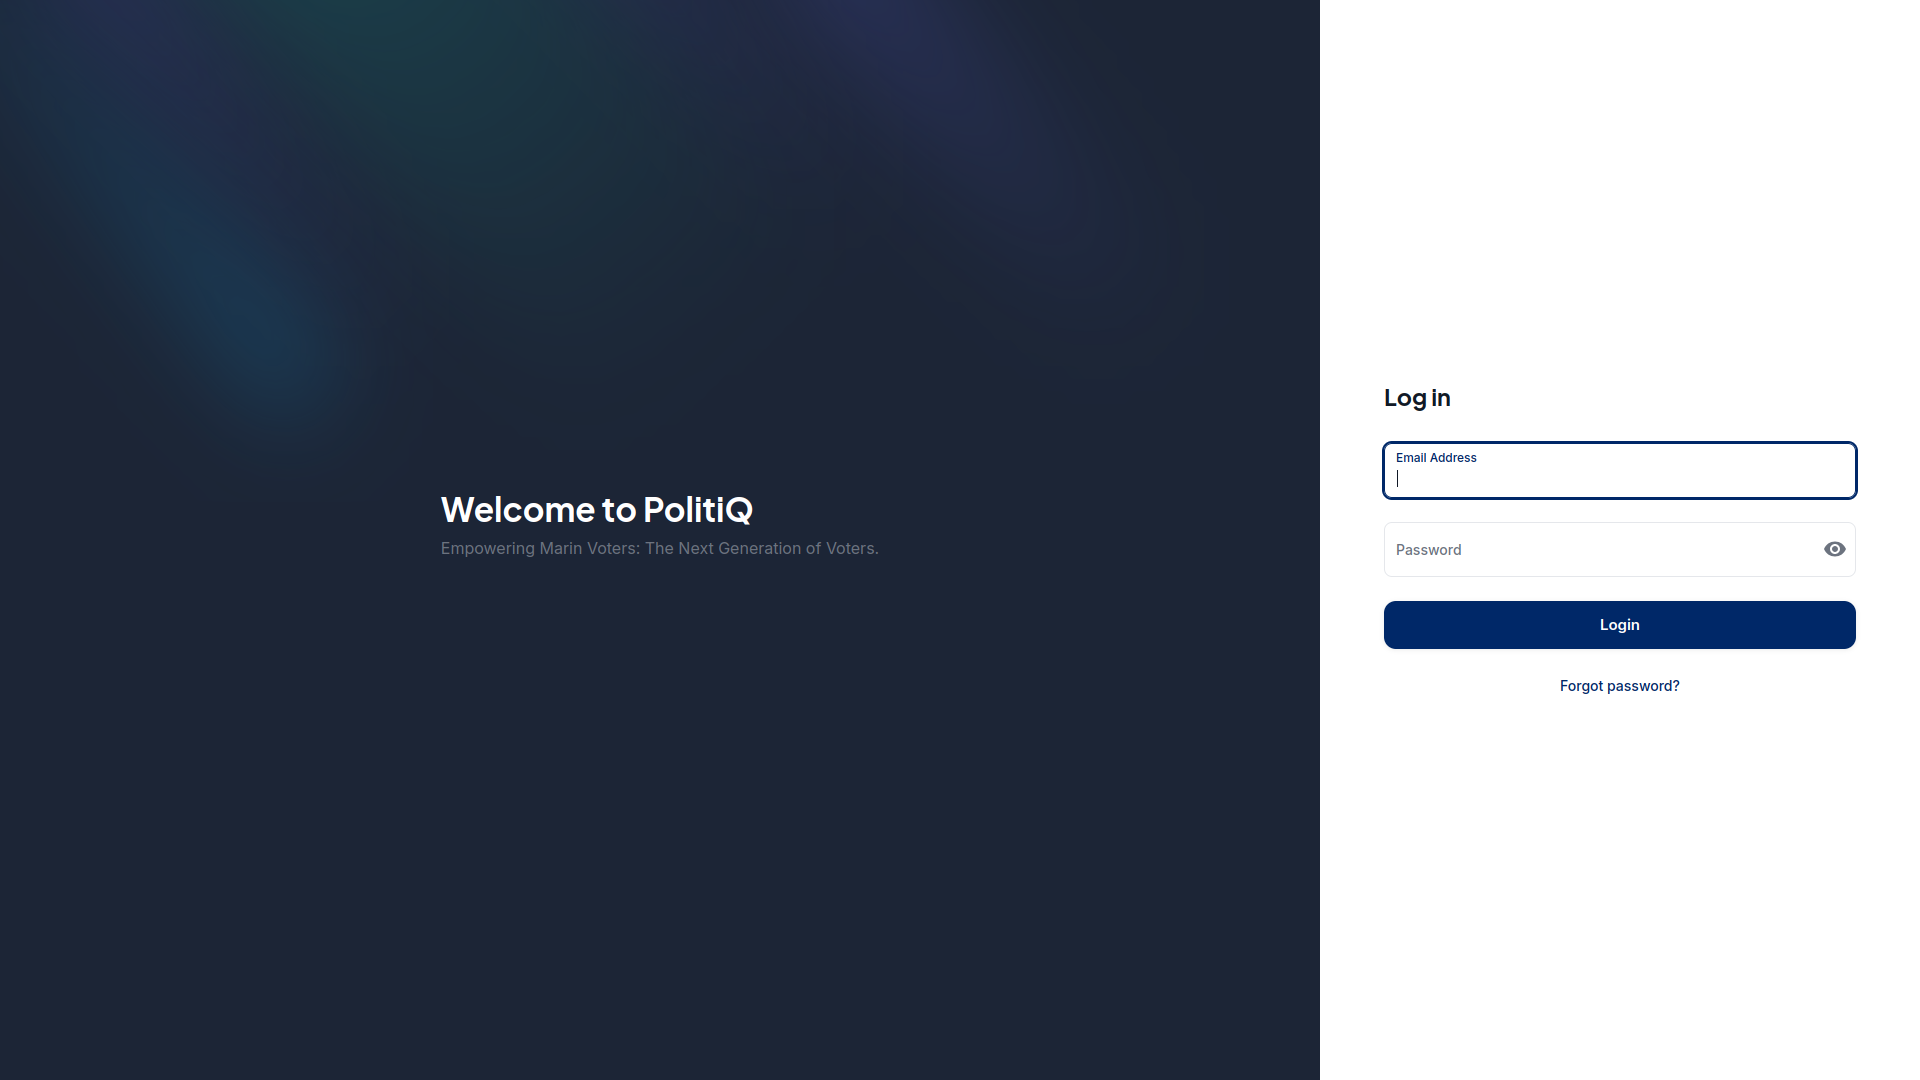 Welcome to PolitiQ
Empowering Marin Voters: The Next Generation of Voters.
Log in
Email Address
Password
Login
Forgot password?